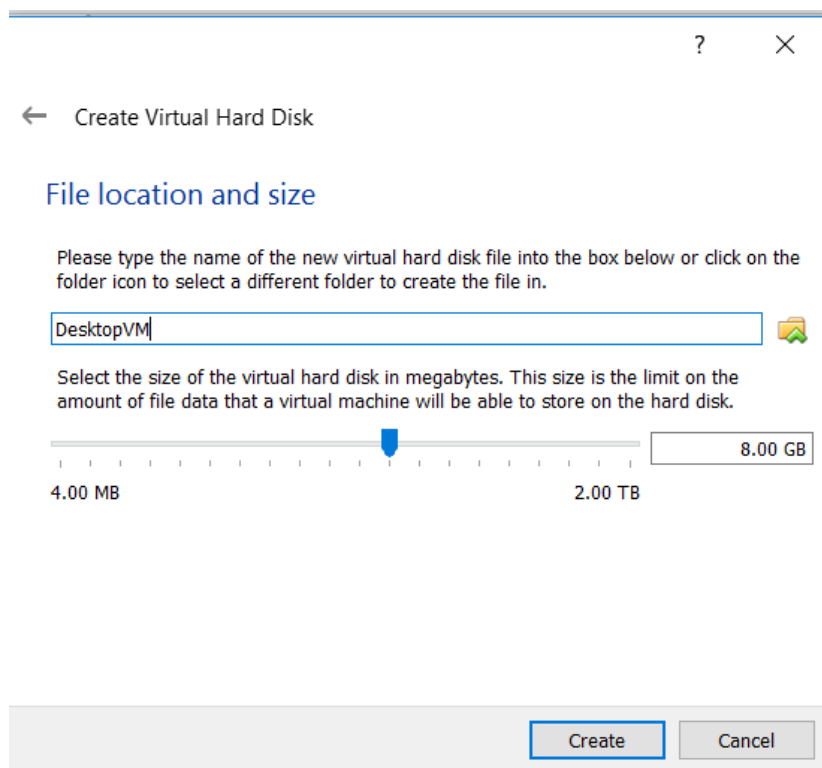 ?
Create Virtual Hard Disk
File location and size
Please type the name of the new virtual hard disk file into the box below or click on the
folder icon to select a different folder to create the file in.
DesktopVM
Select the size of the virtual hard disk in megabytes. This size is the limit on the
amount of file data that a virtual machine will be able to store on the hard disk.
8.00 GB
4.00 MB 2.00 TB
Create Cancel